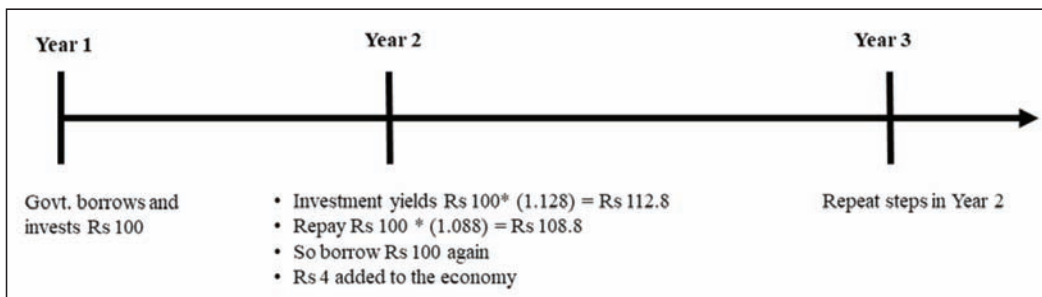 Year 1
Year 2
Year 3
Govt. borrows and
invests Rs 100
• Investment yields Rs 100* (1.128) = Rs 112.8
• Repay Rs 100 * (1.088) = Rs 108.8
• So borrow Rs 100 again
• Rs 4 added to the economy
Repeat steps in Year 2